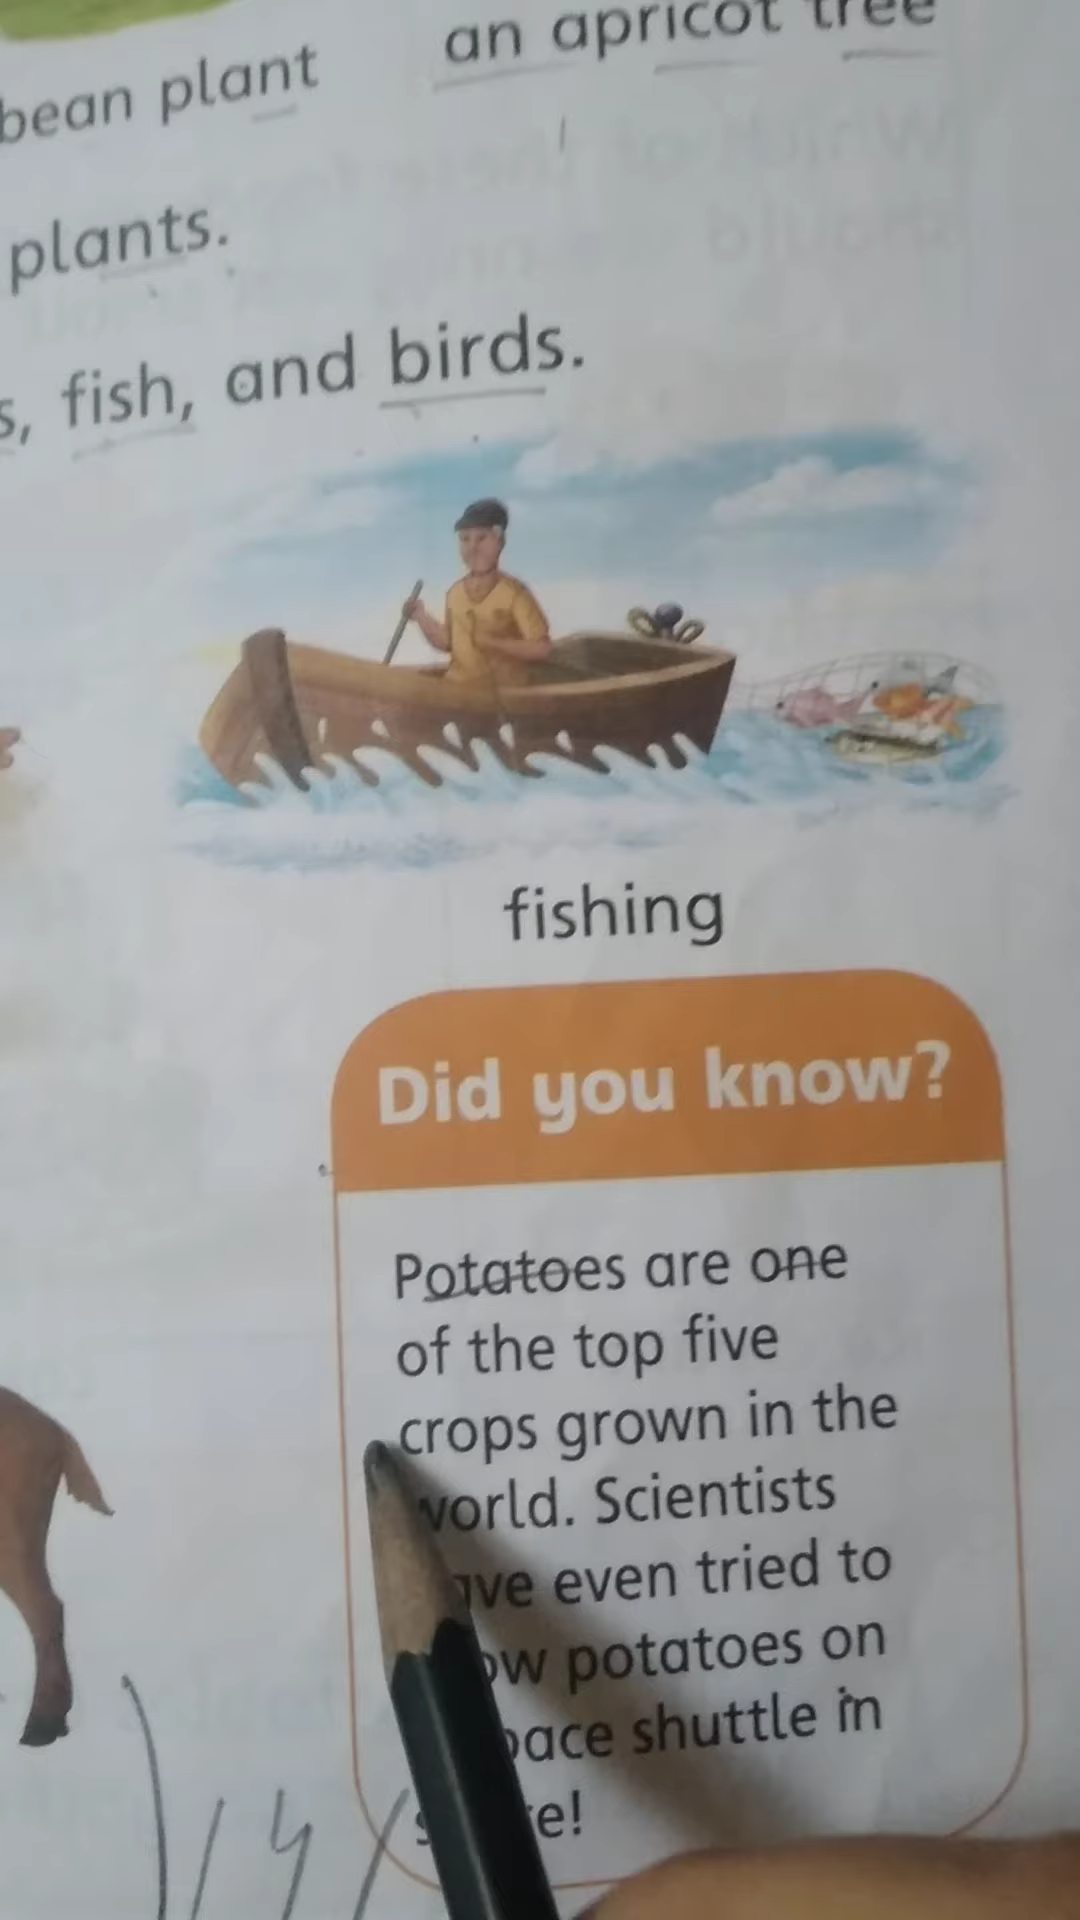 bean plant an apricot tree
plants.
fish, and birds.
fishing
Did you know?
Potatoes are one
of the top five
crops grown in the
world. Scientists
even tried to
potatoes on
shuttle in